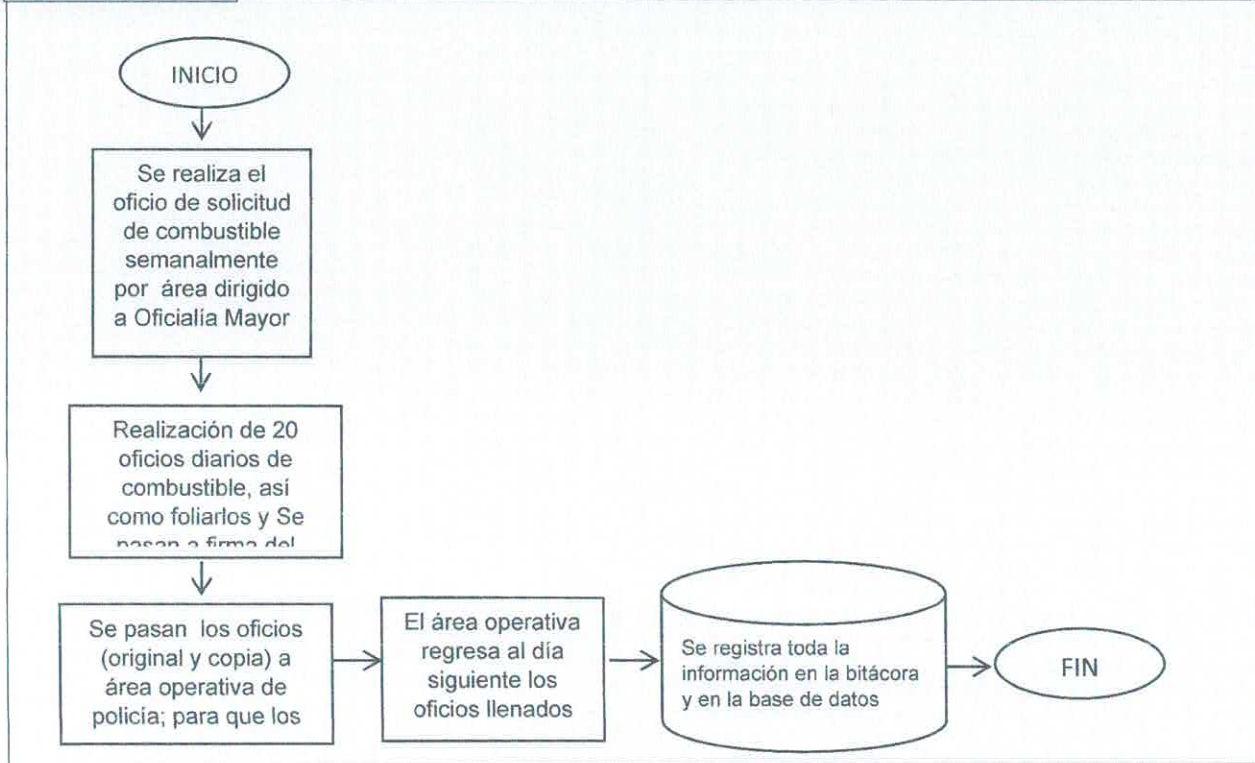 INICIO
Se realiza el
oficio de solicitud
de combustible
semanalmente
por área dirigido
a Oficialía Mayor
Realización de 20
oficios diarios de
combustible, así
como foliarlos y Se
pasan a firma del
Se pasan los oficios
(original y copia) a
área operativa de
policía; para que los
El área operativa
regresa al día
siguiente los
oficios llenados
Se registra toda la
información en la bitácora
y en la base de datos
FIN